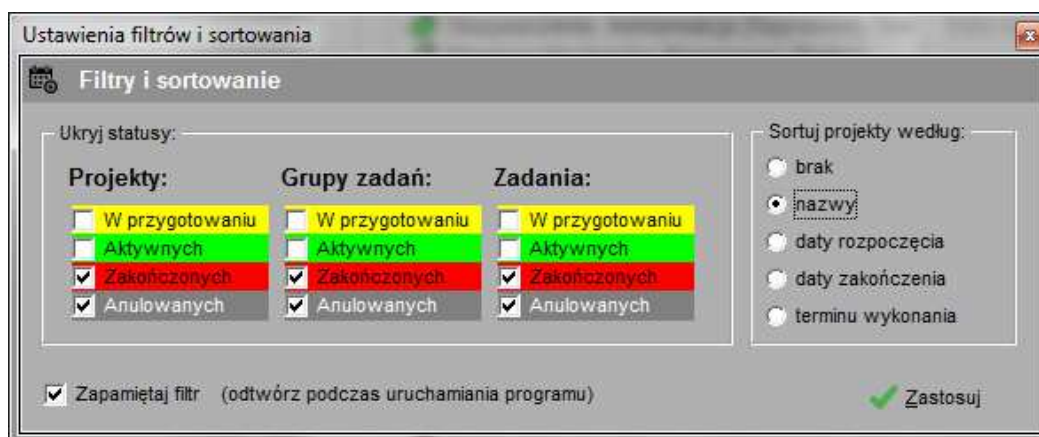 Ustawienia filtrów i sortowania
Filtry i sortowanie
Ukryj statusy:
Projekty: Grupy zadań: Zadania:
W przygotowaniu W przygotowaniu W przygotowaniu
Aktywnych Aktywnych Aktywnych
Zakończonych Zakończonych Zakończonych
Anulowanych Anulowanych Anulowanych
Sortuj projekty według:
brak
nazwy
daty rozpoczęcia
daty zakończenia
terminu wykonania
Zapamiętaj filtr (odtwórz podczas uruchamiania programu)
Zastosuj